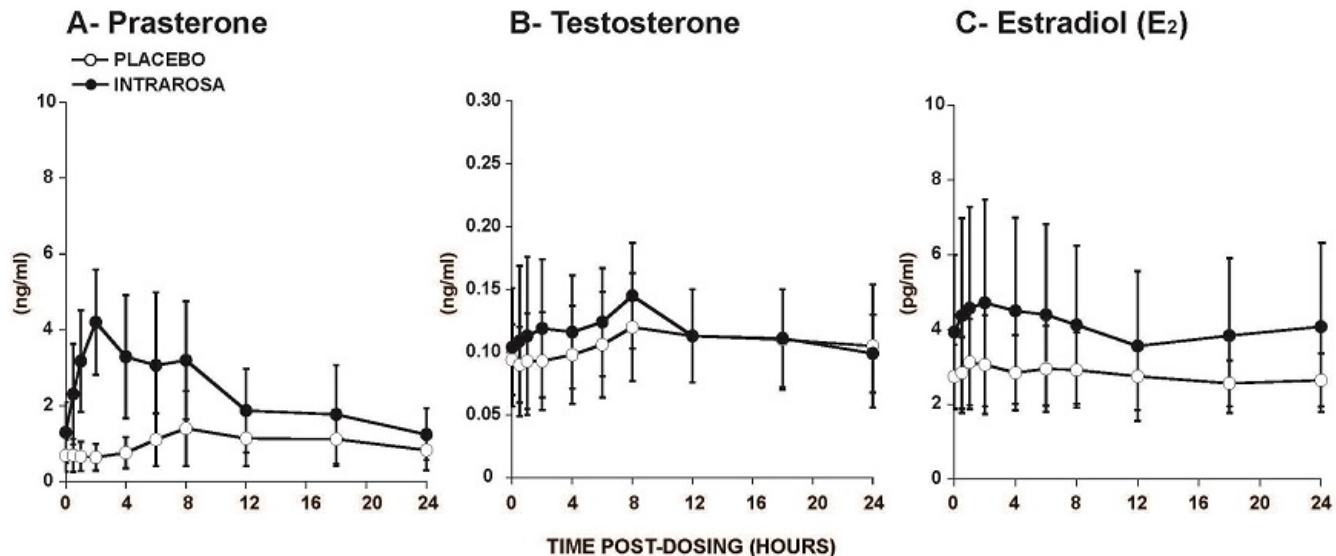 A- Prasterone
B- Testosterone
C- Estradiol (E₂)
PLACEBO
INTRAROSA
(ng/ml)
10
8
6
4
2
0
0 4 8 12 16 20 24
(ng/ml)
0.30
0.25
0.20
0.15
0.10
0.05
0
0 4 8 12 16 20 24
(pg/ml)
10
8
6
4
2
0
0 4 8 12 16 20 24
TIME POST-DOSING (HOURS)